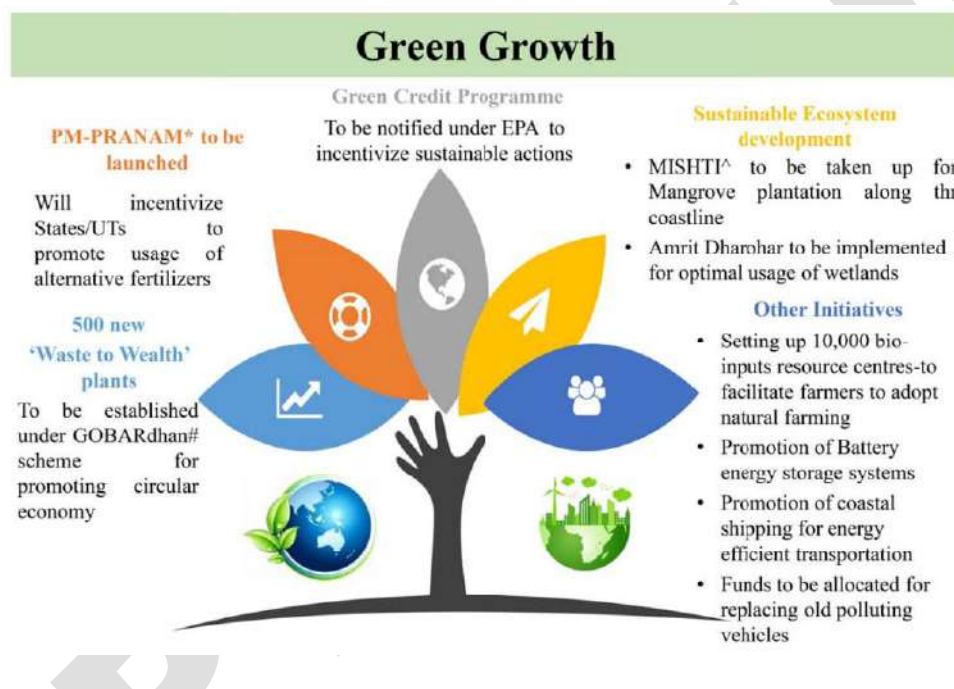 Green Growth
Green Credit Programme
To be notified under EPA to
incentivize sustainable actions
PM-PRANAM* to be
launched
Will incentivize
States/UTs to
promote usage of
alternative fertilizers
500 new
‘Waste to Wealth’
plants
To be established
under GOBARdhan#
scheme for
promoting circular
economy
Sustainable Ecosystem
development
• MISHTI^ to be taken up for
Mangrove plantation along the
coastline
• Amrit Dharohar to be implemented
for optimal usage of wetlands
Other Initiatives
• Setting up 10,000 bio-
inputs resource centres-to
facilitate farmers to adopt
natural farming
• Promotion of Battery
energy storage systems
• Promotion of coastal
shipping for energy
efficient transportation
• Funds to be allocated for
replacing old polluting
vehicles